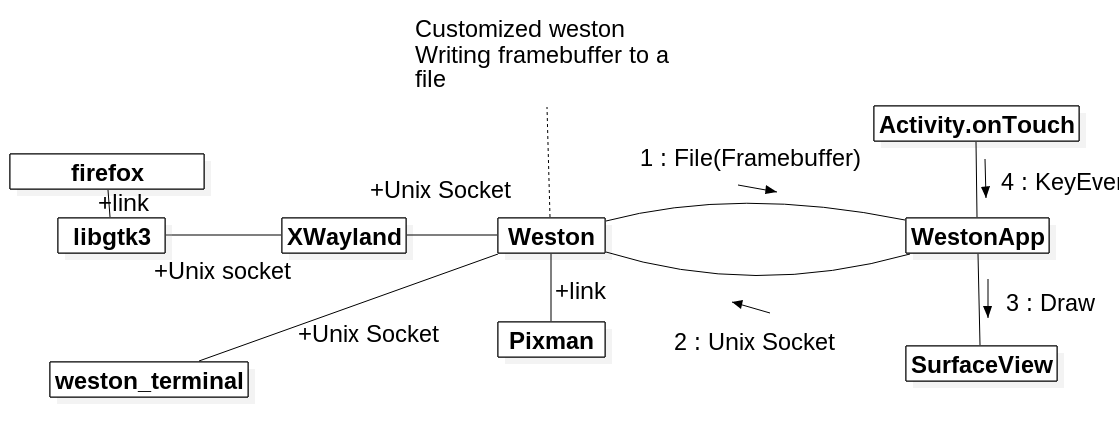 Customized weston
Writing framebuffer to a
file
Activity.onTouch
1 : File(Framebuffer)
firefox
4 : KeyEver
+Unix Socket
+link
libgtk3
XWayland
Weston
WestonApp
+Unix socket
+link
3 : Draw
+Unix Socket
Pixman
2 : Unix Socket
SurfaceView
weston_terminal